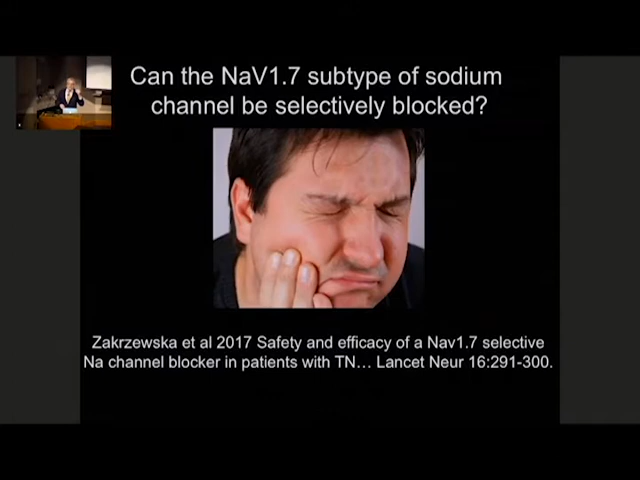 Can the NaV1.7 subtype of sodium
channel be selectively blocked?
Zakrzewska et al 2017 Safety and efficacy of a Nav1.7 selective
Na channel blocker in patients with TN… Lancet Neur 16:291-300.